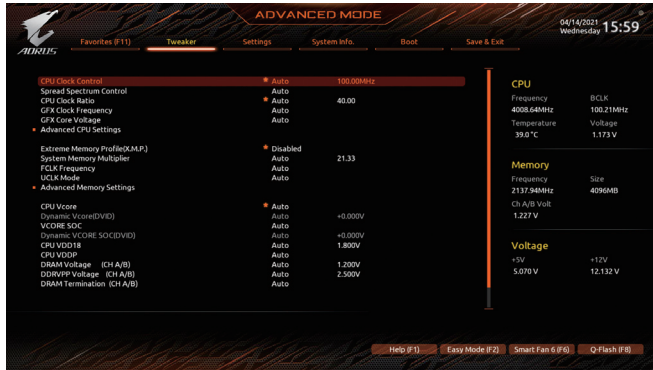 ADVANCED MODE
04/14/2021
Wednesday 15:59
AORUS
Favorites (F11) Tweaker Settings System Info. Boot Save & Exit
CPU Clock Control Auto 100.00MHz
Spread Spectrum Control Auto
CPU Clock Ratio Auto 40.00
GFX Clock Frequency Auto
GFX Core Voltage Auto
Advanced CPU Settings
Extreme Memory Profile(X.M.P.) Disabled
System Memory Multiplier Auto 21.33
FCLK Frequency Auto
UCLK Mode Auto
Advanced Memory Settings
CPU Vcore Auto
Dynamic Vcore(DVID) Auto +0.000V
VCORE SOC Auto
Dynamic VCORE SOC(DVID) Auto +0.000V
CPU VDD18 Auto 1.800V
CPU VDDP Auto
DRAM Voltage (CH A/B) Auto 1.200V
DDRVPP Voltage (CH A/B) Auto 2.500V
DRAM Termination (CH A/B) Auto
CPU
Frequency BCLK
4008.64MHz 100.21MHz
Temperature Voltage
39.0 °C 1.173 V
Memory
Frequency Size
2137.94MHz 4096MB
Ch A/B Volt
1.227 V
Voltage
+5V +12V
5.070 V 12.132 V
Help (F1) Easy Mode (F2) Smart Fan 6 (F6) Q-Flash (F8)